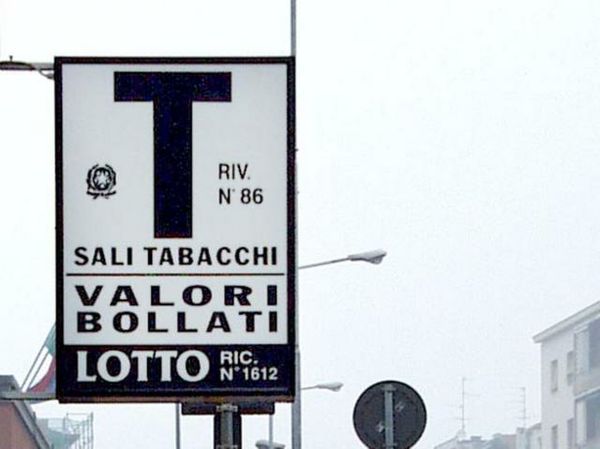 T
RIV.
N° 86
SALI TABACCHI
VALORI
BOLLATI
LOTTO RIC.
N° 1612